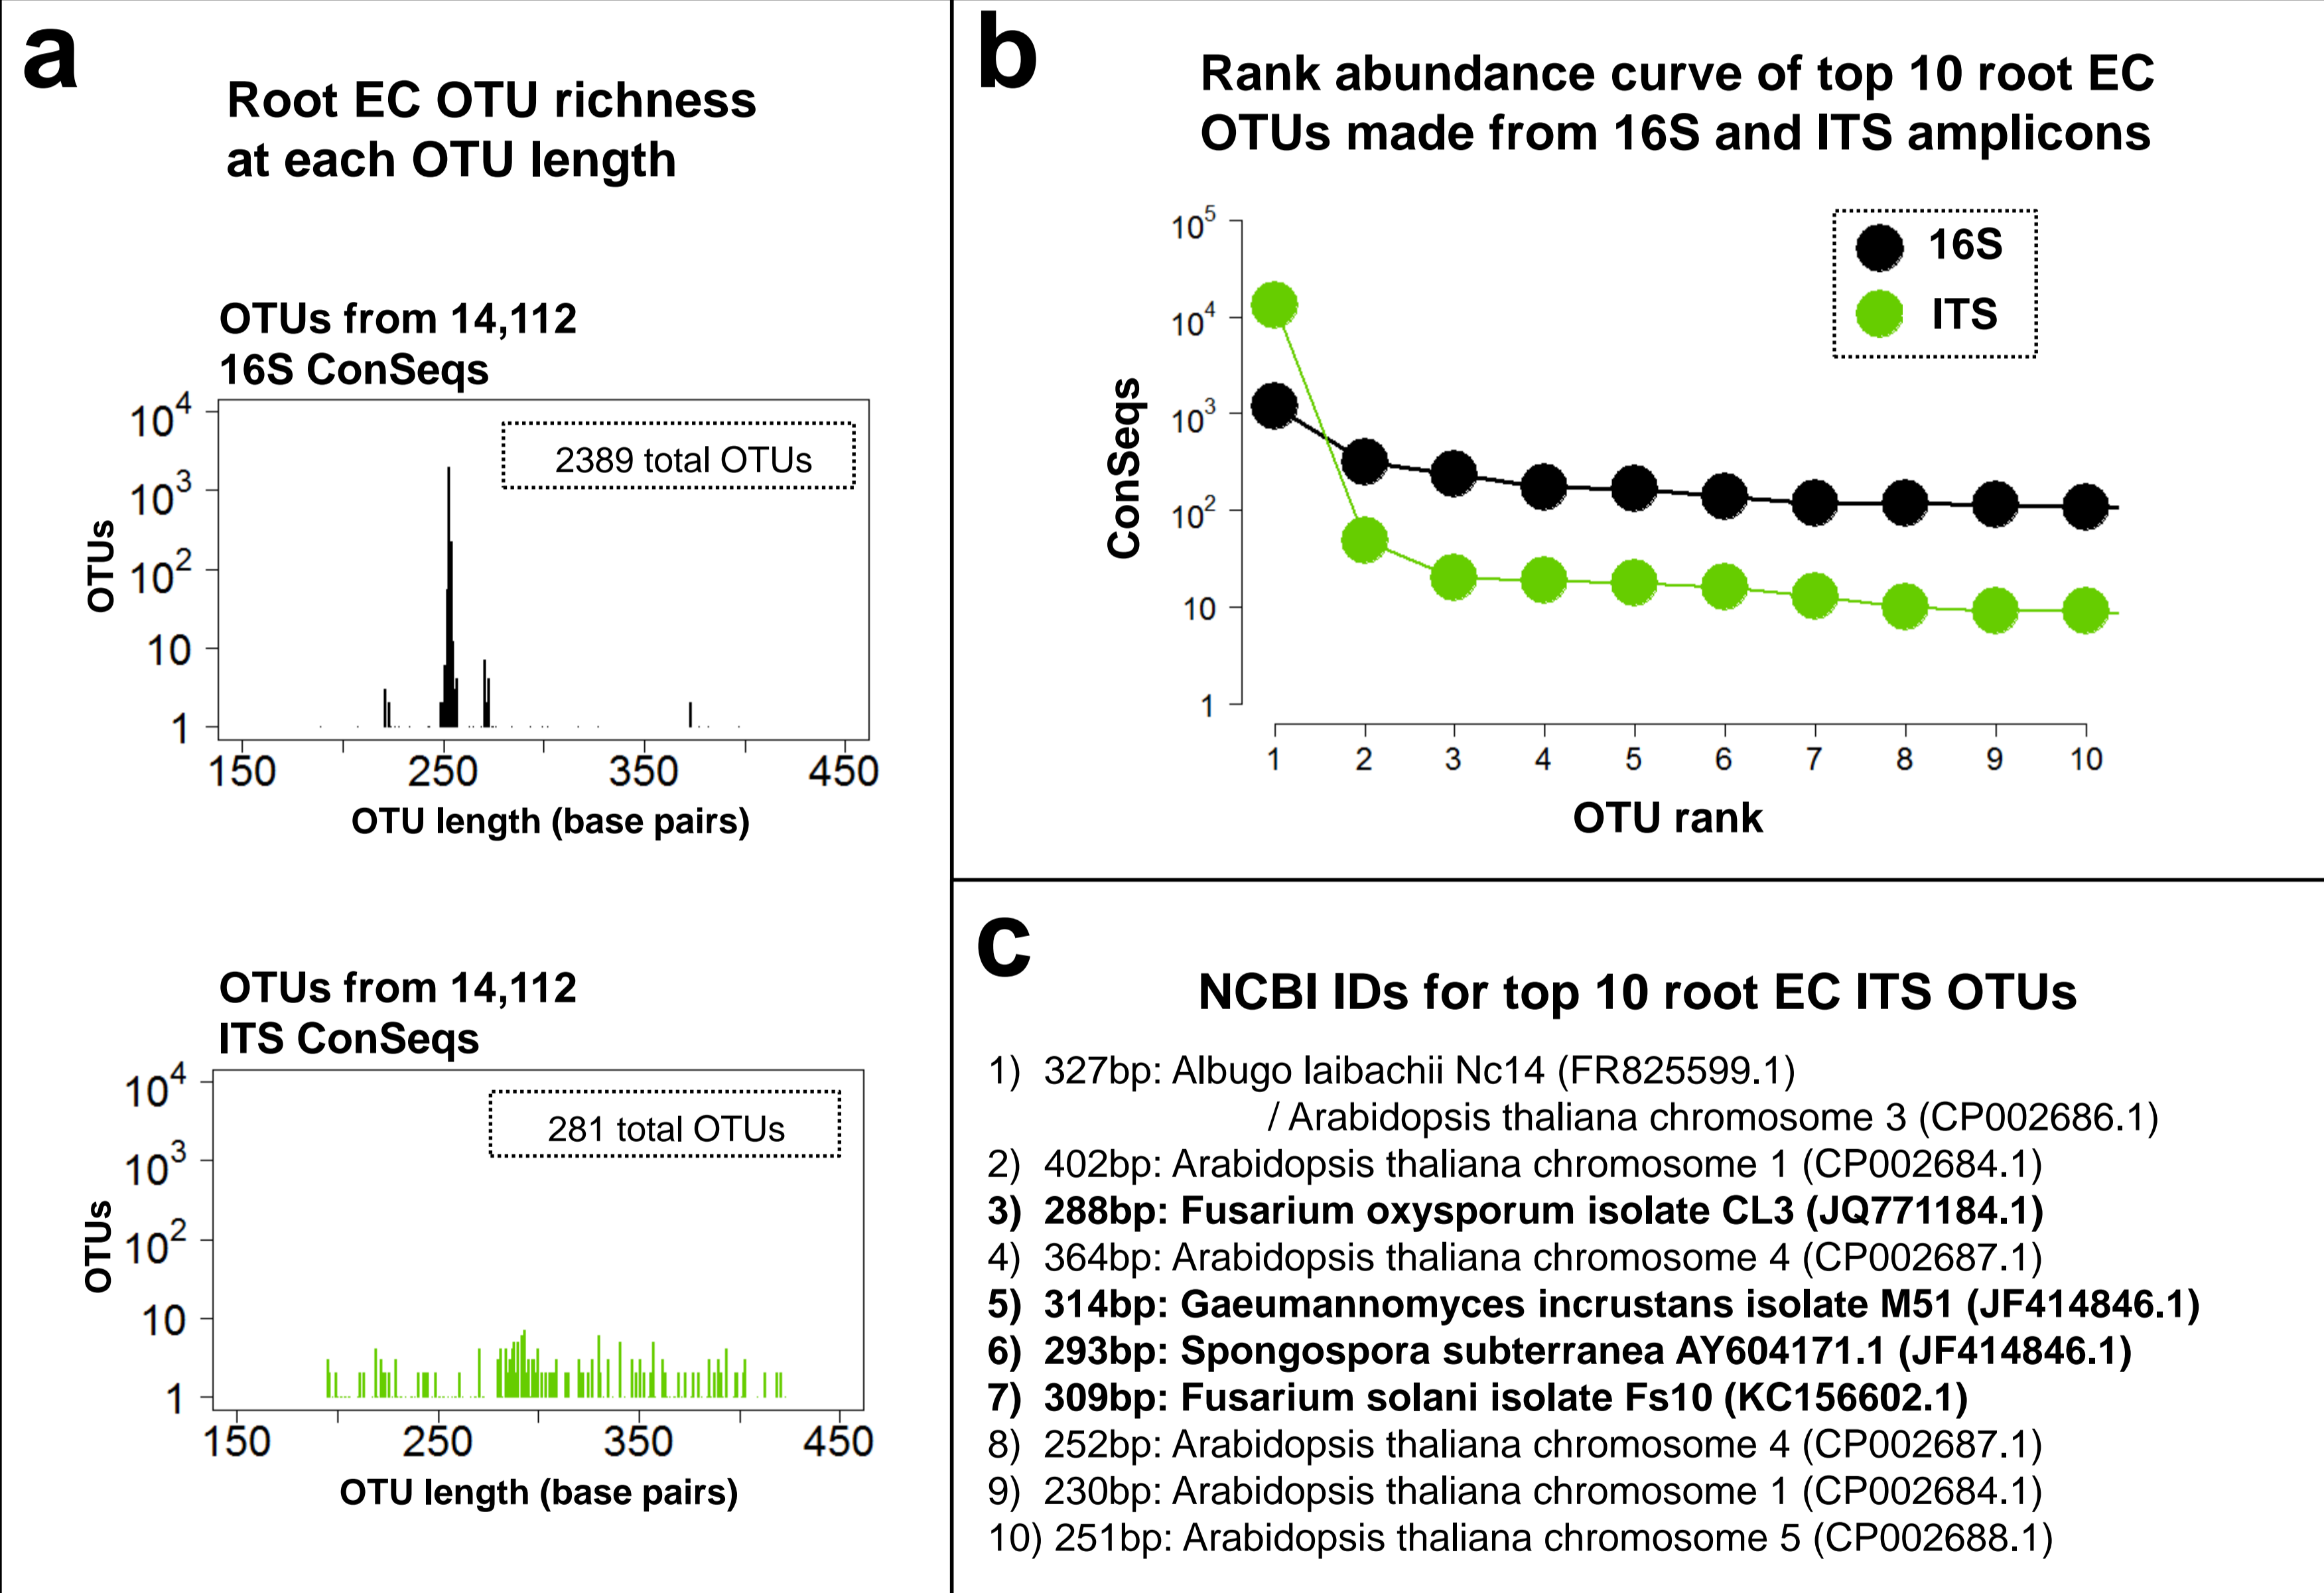 a
Root EC OTU richness
at each OTU length
OTUs from 14,112
16S ConSeqs
2389 total OTUs
10^4
10^3
10^2
10
1
OTUs
150 250 350 450
OTU length (base pairs)
OTUs from 14,112
ITS ConSeqs
281 total OTUs
10^4
10^3
10^2
10
1
OTUs
150 250 350 450
OTU length (base pairs)
b
Rank abundance curve of top 10 root EC
OTUs made from 16S and ITS amplicons
16S
ITS
10^5
10^4
10^3
10^2
10
1
ConSeqs
1 2 3 4 5 6 7 8 9 10
OTU rank
c
NCBI IDs for top 10 root EC ITS OTUs
1) 327bp: Albugo laibachii Nc14 (FR825599.1)
/ Arabidopsis thaliana chromosome 3 (CP002686.1)
2) 402bp: Arabidopsis thaliana chromosome 1 (CP002684.1)
3) 288bp: Fusarium oxysporum isolate CL3 (JQ771184.1)
4) 364bp: Arabidopsis thaliana chromosome 4 (CP002687.1)
5) 314bp: Gaeumannomyces incrustans isolate M51 (JF414846.1)
6) 293bp: Spongospora subterranea AY604171.1 (JF414846.1)
7) 309bp: Fusarium solani isolate Fs10 (KC156602.1)
8) 252bp: Arabidopsis thaliana chromosome 4 (CP002687.1)
9) 230bp: Arabidopsis thaliana chromosome 1 (CP002684.1)
10) 251bp: Arabidopsis thaliana chromosome 5 (CP002688.1)